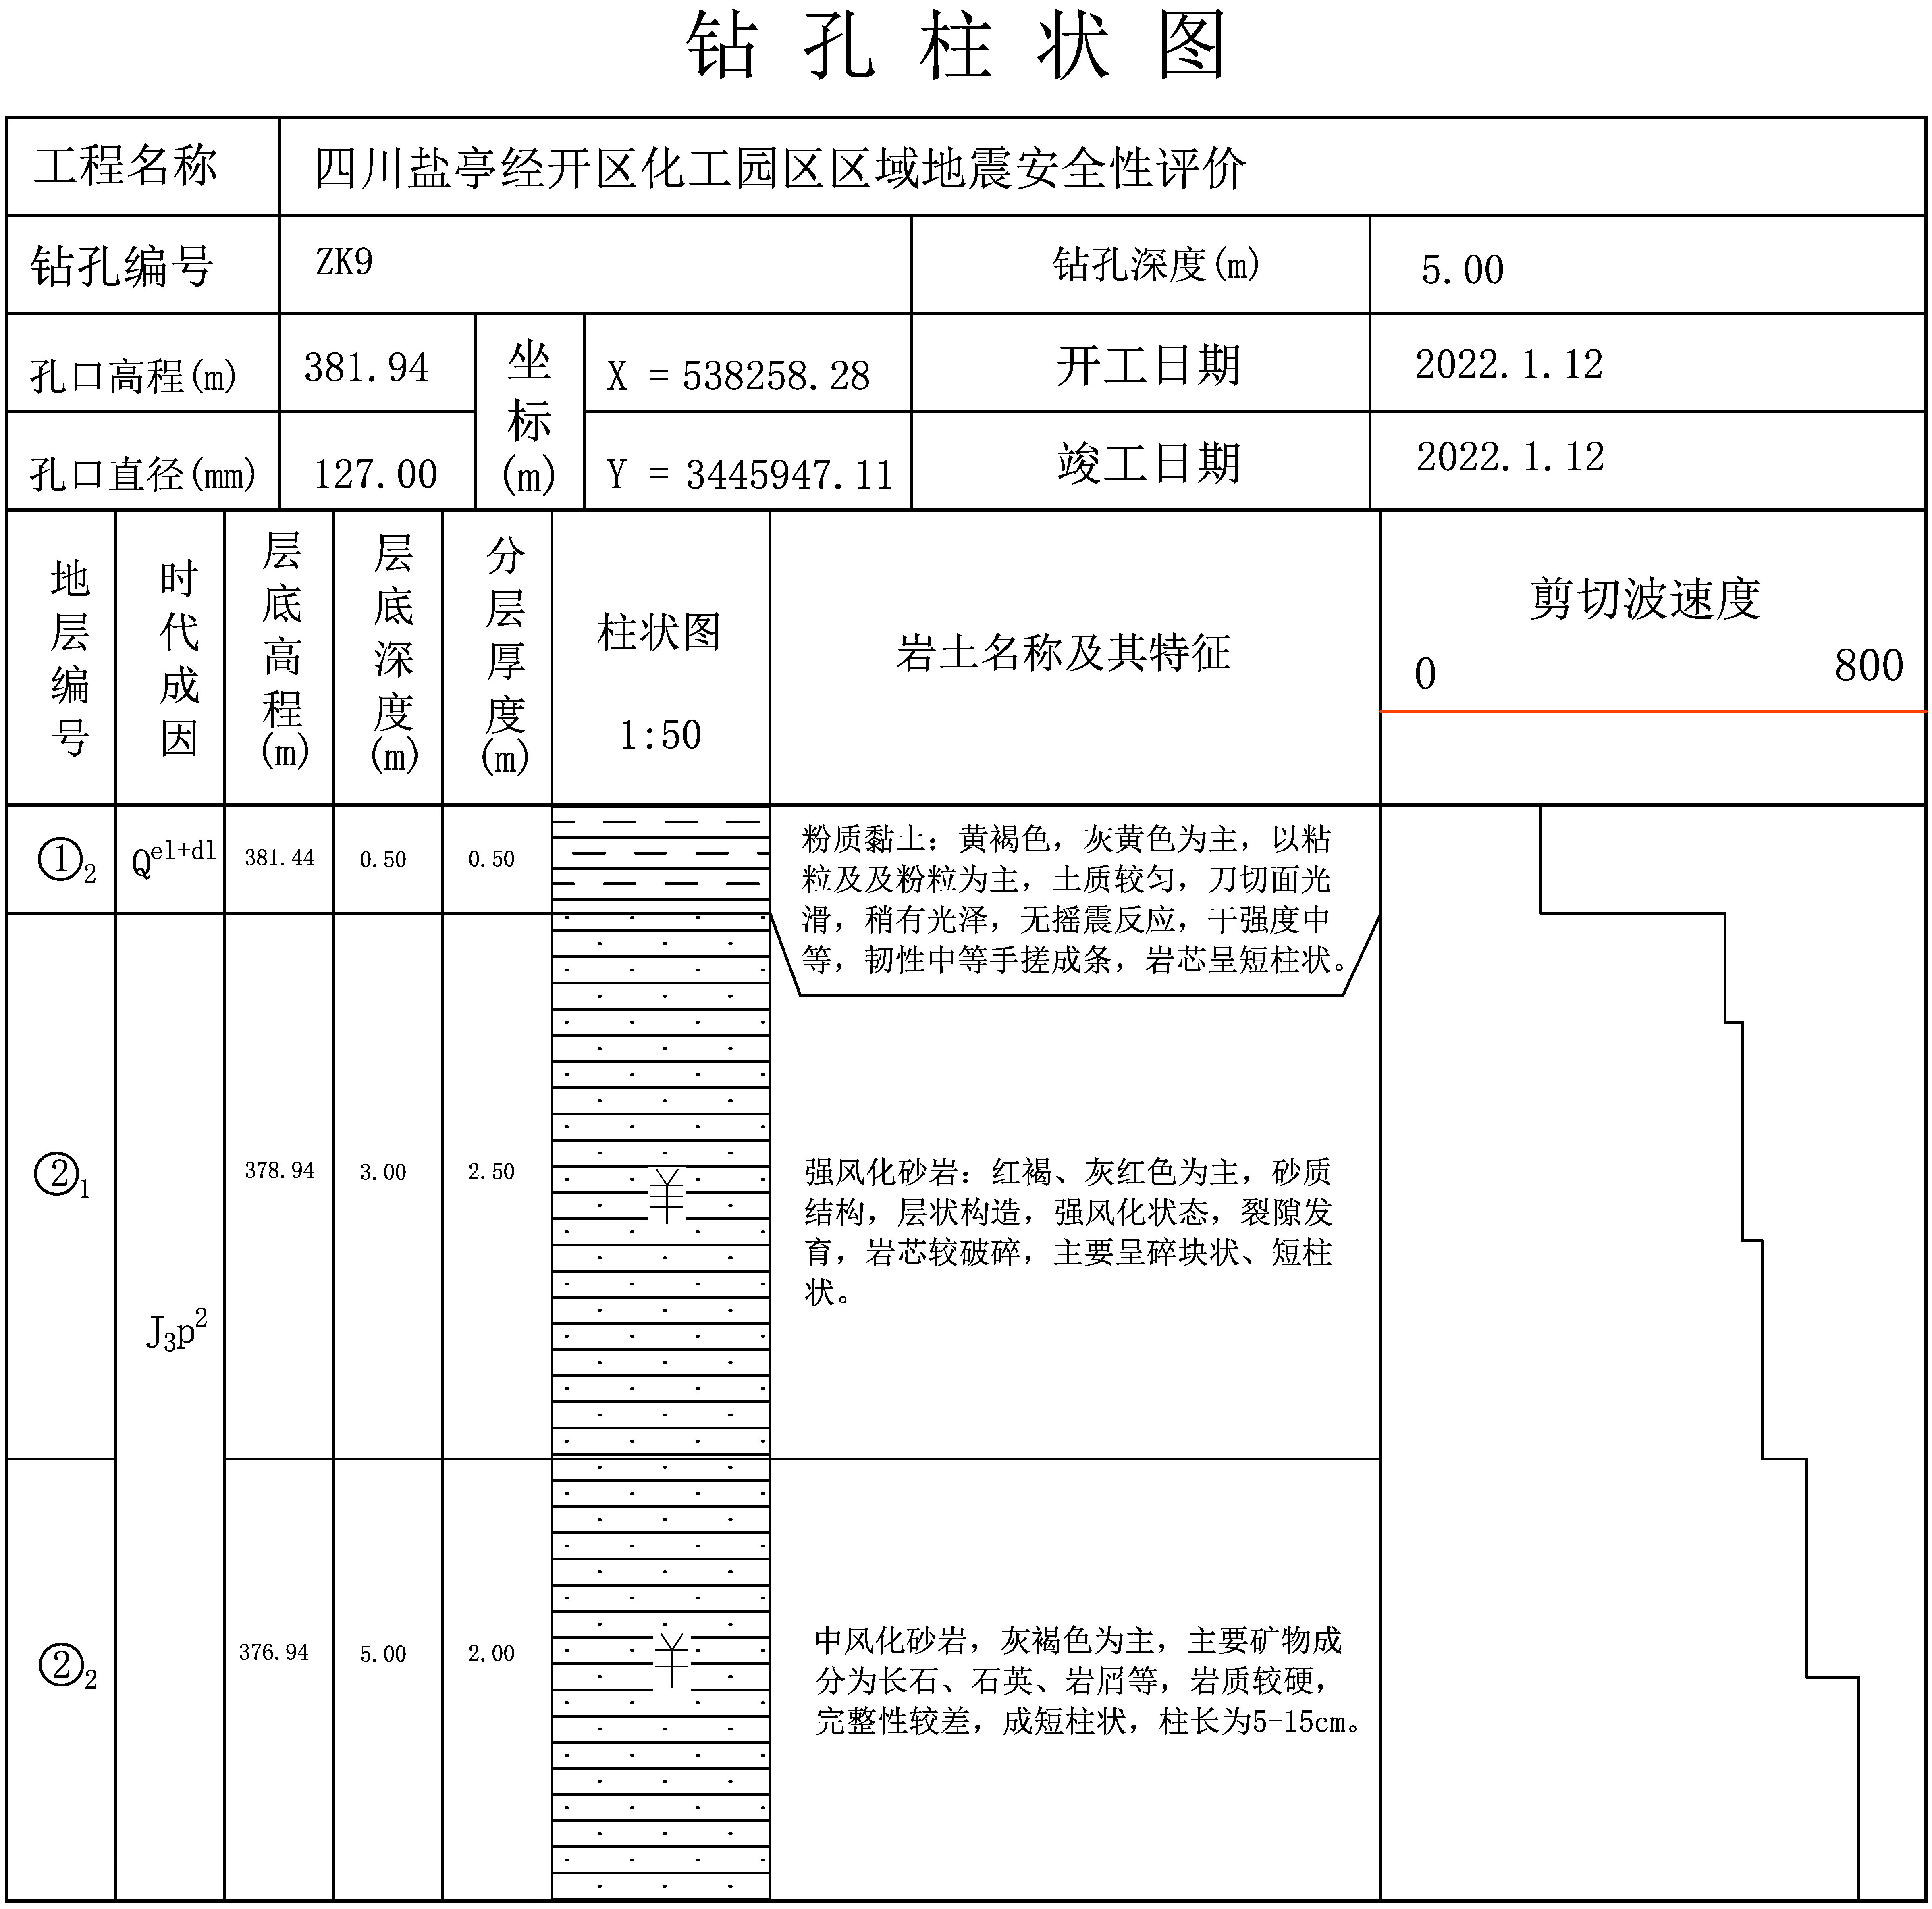 钻孔柱状图
工程名称 四川盐亭经开区化工园区区域地震安全性评价
钻孔编号 ZK9 钻孔深度(m) 5.00
孔口高程(m) 381.94 坐标(m) X = 538258.28 开工日期 2022.1.12
孔口直径(mm) 127.00 Y = 3445947.11 竣工日期 2022.1.12
地层编号
时代成因
层底高程(m)
层底深度(m)
分层厚度(m)
柱状图
1:50
岩土名称及其特征
剪切波速度
0 800
①₂ Qᵉˡ⁺ᵈˡ 381.44 0.50 0.50
粉质黏土：黄褐色，灰黄色为主，以粘
粒及及粉粒为主，土质较匀，刀切面光
滑，稍有光泽，无摇震反应，干强度中
等，韧性中等手搓成条，岩芯呈短柱状。
②₁ 378.94 3.00 2.50
强风化砂岩：红褐、灰红色为主，砂质
结构，层状构造，强风化状态，裂隙发
育，岩芯较破碎，主要呈碎块状、短柱
状。
J₃p²
②₂ 376.94 5.00 2.00
中风化砂岩，灰褐色为主，主要矿物成
分为长石、石英、岩屑等，岩质较硬，
完整性较差，成短柱状，柱长为5-15cm。